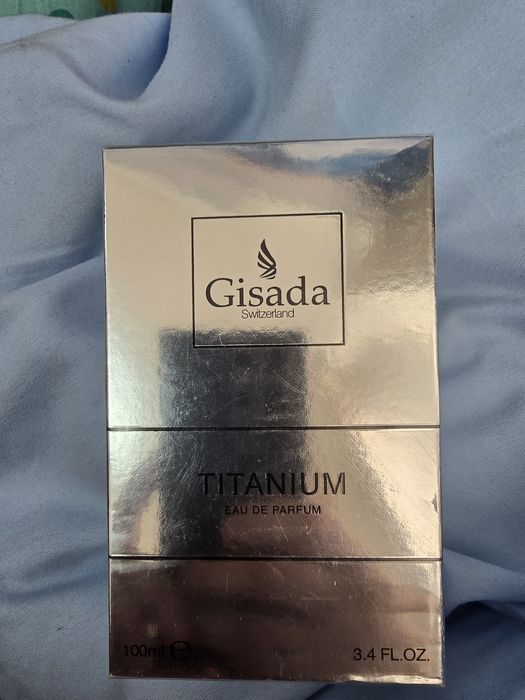 Gisada
Switzerland
TITANIUM
EAU DE PARFUM
100ml ℮ 3.4 FL.OZ.